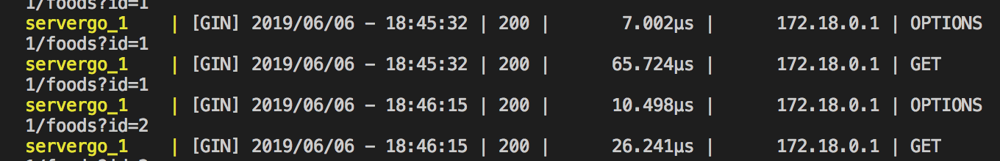 1/foods?id=1
servergo_1 | [GIN] 2019/06/06 - 18:45:32 | 200 | 7.002µs | 172.18.0.1 | OPTIONS
1/foods?id=1
servergo_1 | [GIN] 2019/06/06 - 18:45:32 | 200 | 65.724µs | 172.18.0.1 | GET
1/foods?id=1
servergo_1 | [GIN] 2019/06/06 - 18:46:15 | 200 | 10.498µs | 172.18.0.1 | OPTIONS
1/foods?id=2
servergo_1 | [GIN] 2019/06/06 - 18:46:15 | 200 | 26.241µs | 172.18.0.1 | GET